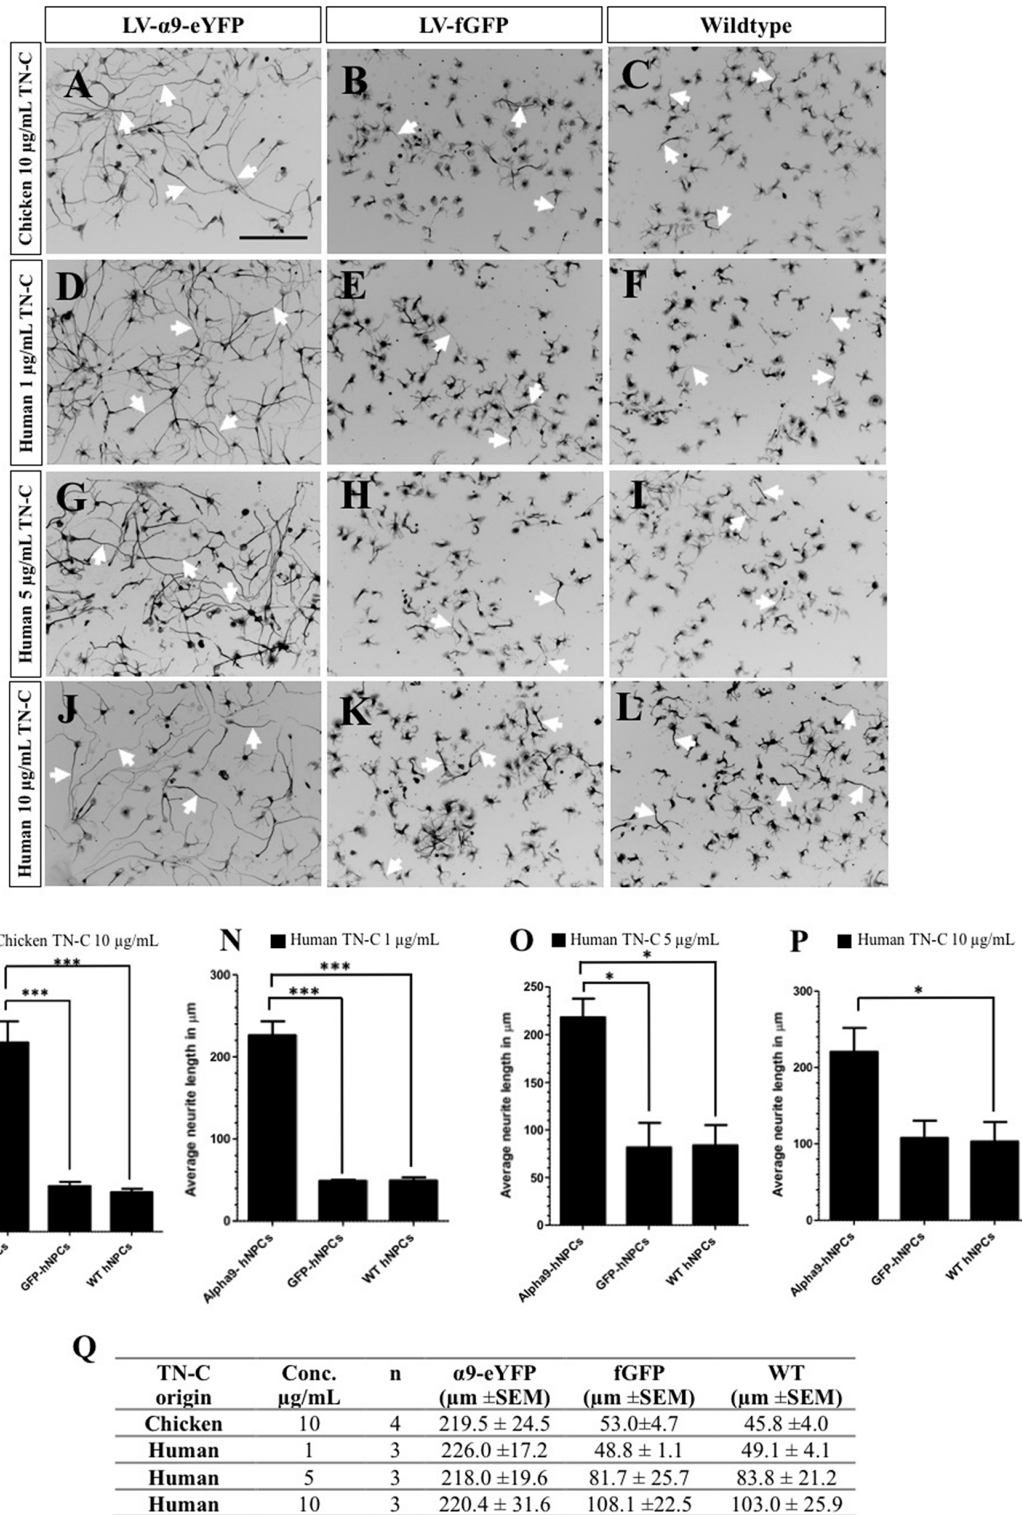 LV-α9-eYFP LV-fGFP Wildtype
Chicken 10 µg/mL TN-C
A B C
Human 1 µg/mL TN-C
D E F
Human 5 µg/mL TN-C
G H I
Human 10 µg/mL TN-C
J K L
Chicken TN-C 10 µg/mL
***
***
GFP-hNPCs
WT hNPCs
N
Human TN-C 1 µg/mL
Average neurite length in µm
300
200
100
0
***
***
Alpha9- hNPCs
GFP-hNPCs
WT hNPCs
O
Human TN-C 5 µg/mL
Average neurite length in µm
250
200
150
100
50
0
*
*
Alpha9-hNPCs
GFP-hNPCs
WT hNPCs
P
Human TN-C 10 µg/mL
Average neurite length in µm
300
200
100
0
*
Alpha9-hNPCs
GFP-hNPCs
WT hNPCs
Q
TN-C Conc. n α9-eYFP fGFP WT
origin µg/mL (µm ±SEM) (µm ±SEM) (µm ±SEM)
Chicken 10 4 219.5 ± 24.5 53.0±4.7 45.8 ±4.0
Human 1 3 226.0 ±17.2 48.8 ± 1.1 49.1 ± 4.1
Human 5 3 218.0 ±19.6 81.7 ± 25.7 83.8 ± 21.2
Human 10 3 220.4 ± 31.6 108.1 ±22.5 103.0 ± 25.9